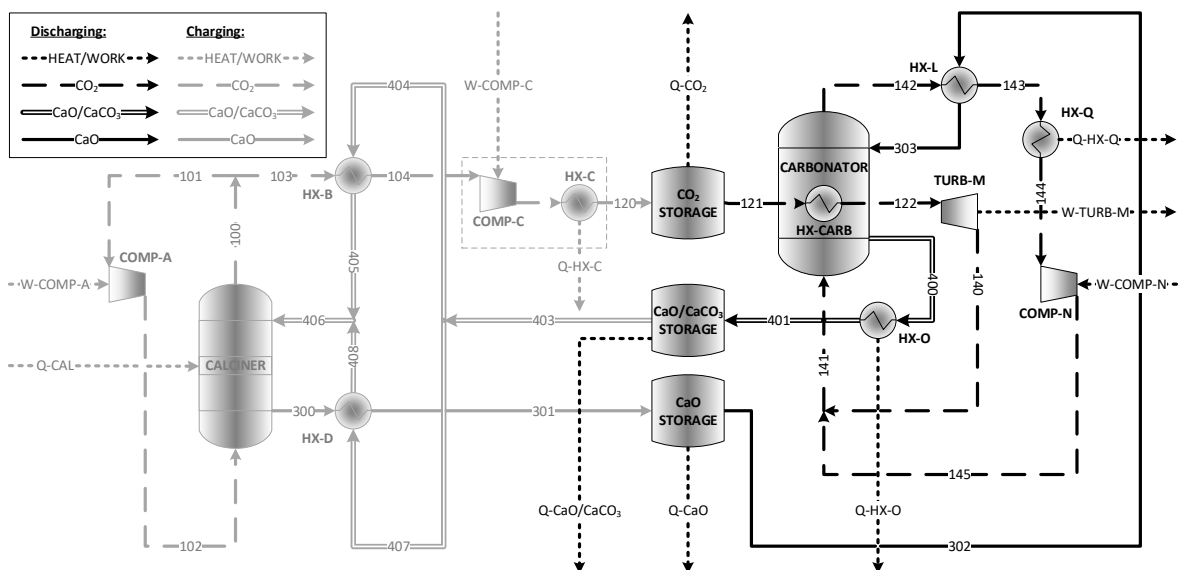 Discharging:
Charging:
HEAT/WORK
HEAT/WORK
CO₂
CO₂
CaO/CaCO₃
CaO/CaCO₃
CaO
CaO
404
W-COMP-C
Q-CO₂
HX-L
142
143
HX-Q
Q-HX-Q
101
103
HX-B
104
HX-C
COMP-C
120
CO₂
STORAGE
121
303
CARBONATOR
HX-CARB
122
TURB-M
144
W-TURB-M
100
COMP-A
W-COMP-A
405
Q-HX-C
400
140
W-COMP-N
COMP-N
406
403
CaO/CaCO₃
STORAGE
401
HX-O
Q-CAL
CALCINER
408
141
300
HX-D
301
CaO
STORAGE
145
Q-CaO/CaCO₃
Q-CaO
Q-HX-O
102
407
302